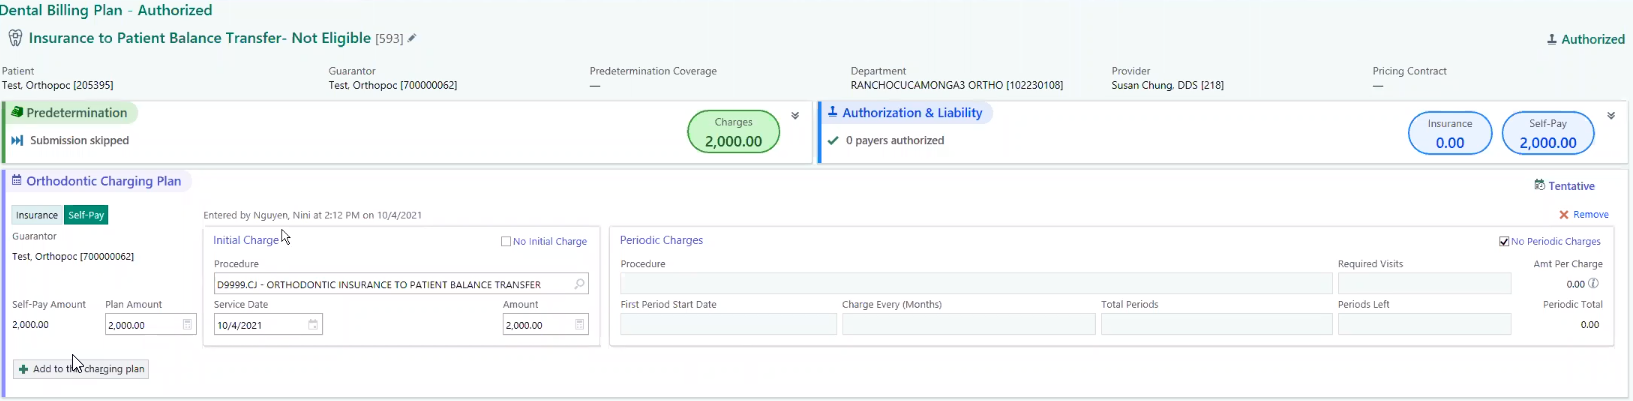 Dental Billing Plan - Authorized
Insurance to Patient Balance Transfer- Not Eligible [593]
Authorized
Patient
Test, Orthopoc [205395]
Guarantor
Test, Orthopoc [700000062]
Predetermination Coverage
—
Department
RANCHOCUCAMONGA3 ORTHO [102230108]
Provider
Susan Chung, DDS [218]
Pricing Contract
—
Predetermination
Submission skipped
Charges
2,000.00
Authorization & Liability
0 payers authorized
Insurance
0.00
Self-Pay
2,000.00
Orthodontic Charging Plan
Tentative
Insurance
Self-Pay
Entered by Nguyen, Nini at 2:12 PM on 10/4/2021
Remove
Guarantor
Test, Orthopoc [700000062]
Self-Pay Amount
2,000.00
Plan Amount
2,000.00
Initial Charge
No Initial Charge
Procedure
D9999.CJ - ORTHODONTIC INSURANCE TO PATIENT BALANCE TRANSFER
Service Date
10/4/2021
Amount
2,000.00
Periodic Charges
No Periodic Charges
Procedure
Required Visits
Amt Per Charge
0.00
First Period Start Date
Charge Every (Months)
Total Periods
Periods Left
Periodic Total
0.00
Add to the charging plan